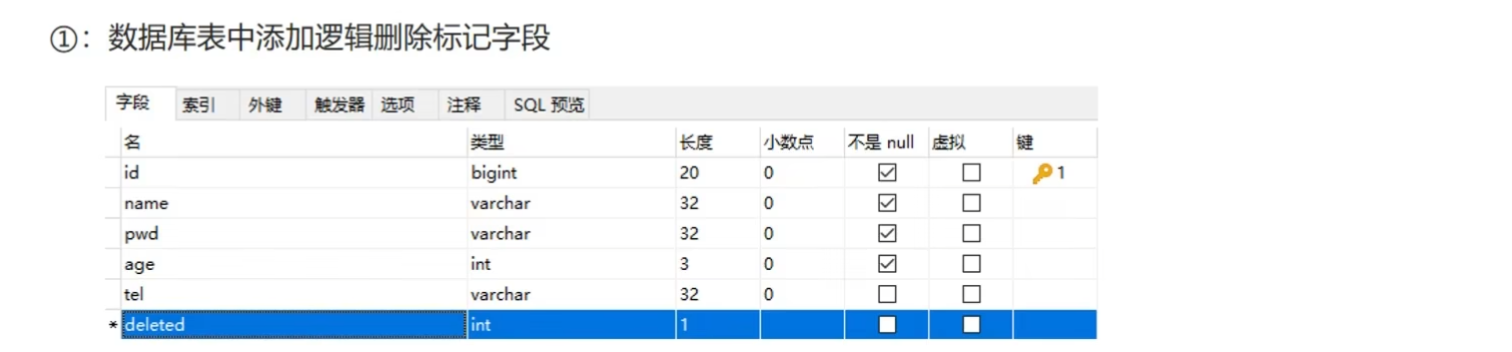 ①：数据库表中添加逻辑删除标记字段
字段 索引 外键 触发器 选项 注释 SQL 预览
名 类型 长度 小数点 不是 null 虚拟 键
id bigint 20 0 1
name varchar 32 0
pwd varchar 32 0
age int 3 0
tel varchar 32 0
* deleted int 1